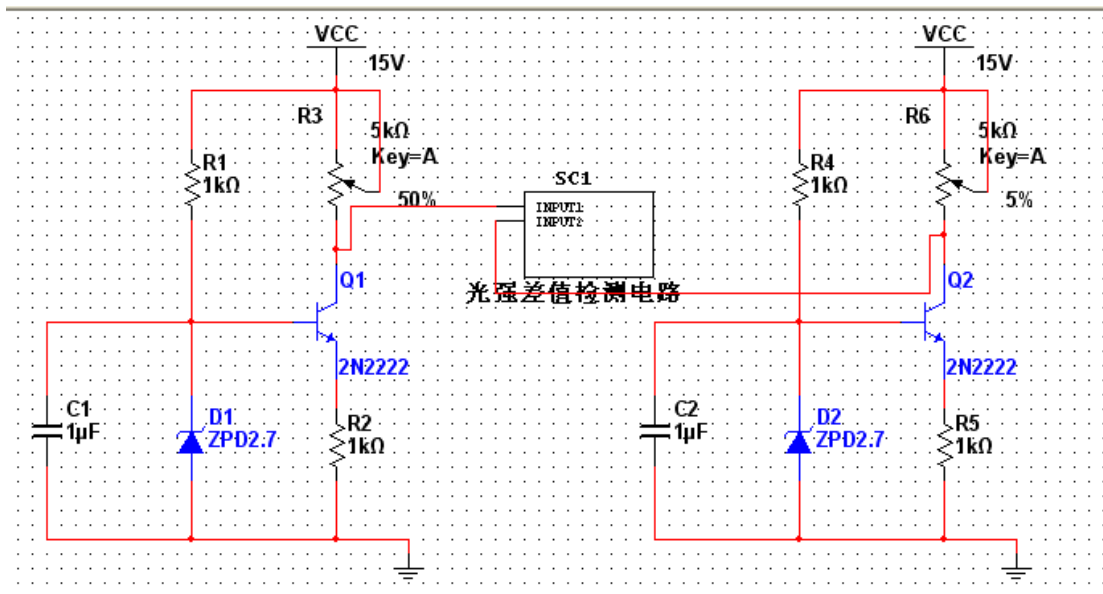 VCC
15V
R3
5kΩ
Key=A
50%
R1
1kΩ
Q1
2N2222
C1
1µF
D1
ZPD2.7
R2
1kΩ
SC1
INPUT1
INPUT2
光强差值检测电路
VCC
15V
R6
5kΩ
Key=A
5%
R4
1kΩ
Q2
2N2222
C2
1µF
D2
ZPD2.7
R5
1kΩ